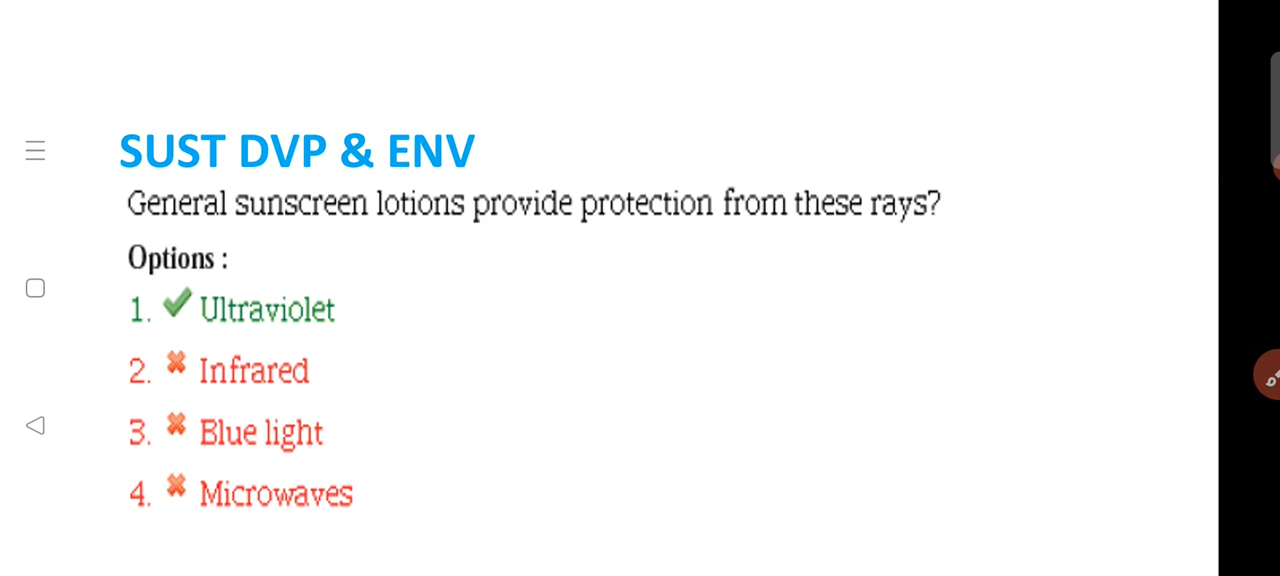 SUST DVP & ENV
General sunscreen lotions provide protection from these rays?
Options :
1. Ultraviolet
2. Infrared
3. Blue light
4. Microwaves